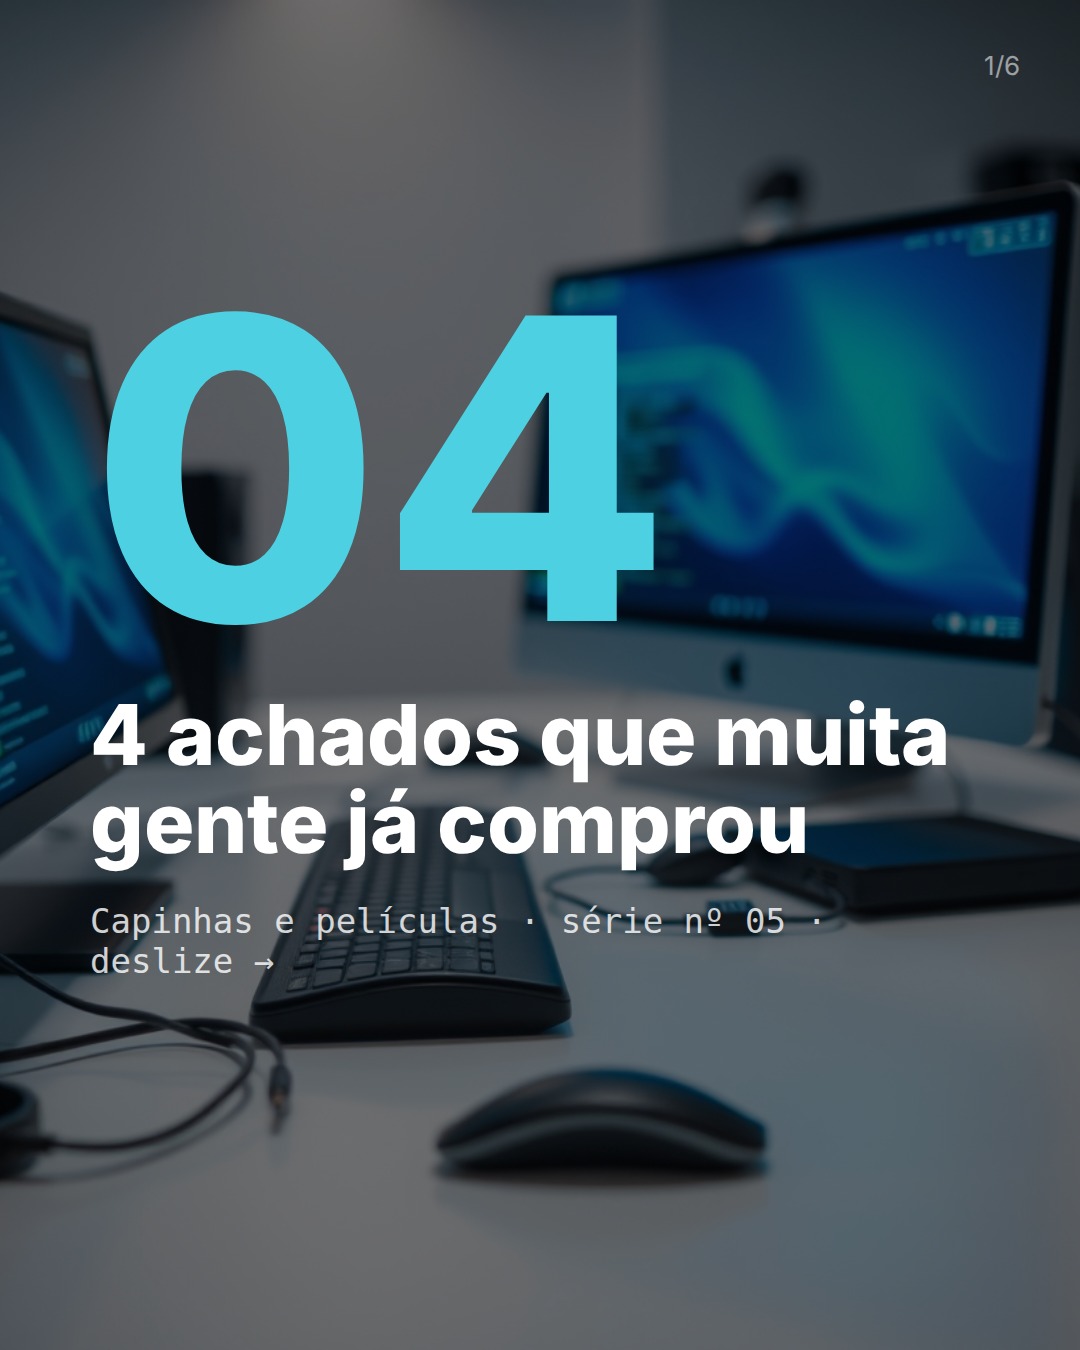 1/6
04
4 achados que muita
gente já comprou
Capinhas e películas · série nº 05 ·
deslize →